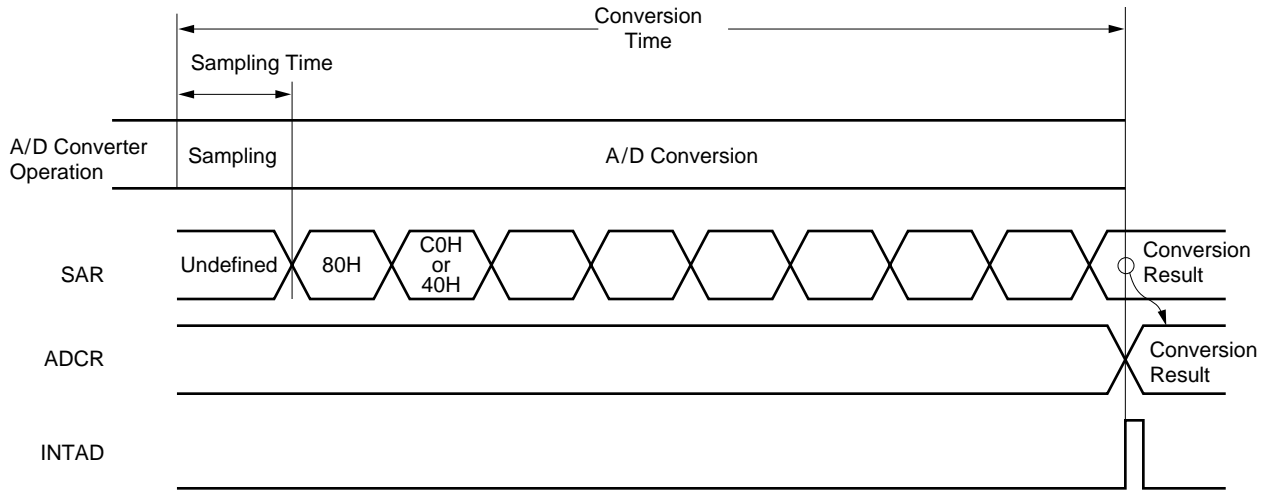 Conversion
Time
Sampling Time
A/D Converter
Operation
Sampling
A/D Conversion
SAR
Undefined
80H
C0H
or
40H
Conversion
Result
ADCR
Conversion
Result
INTAD